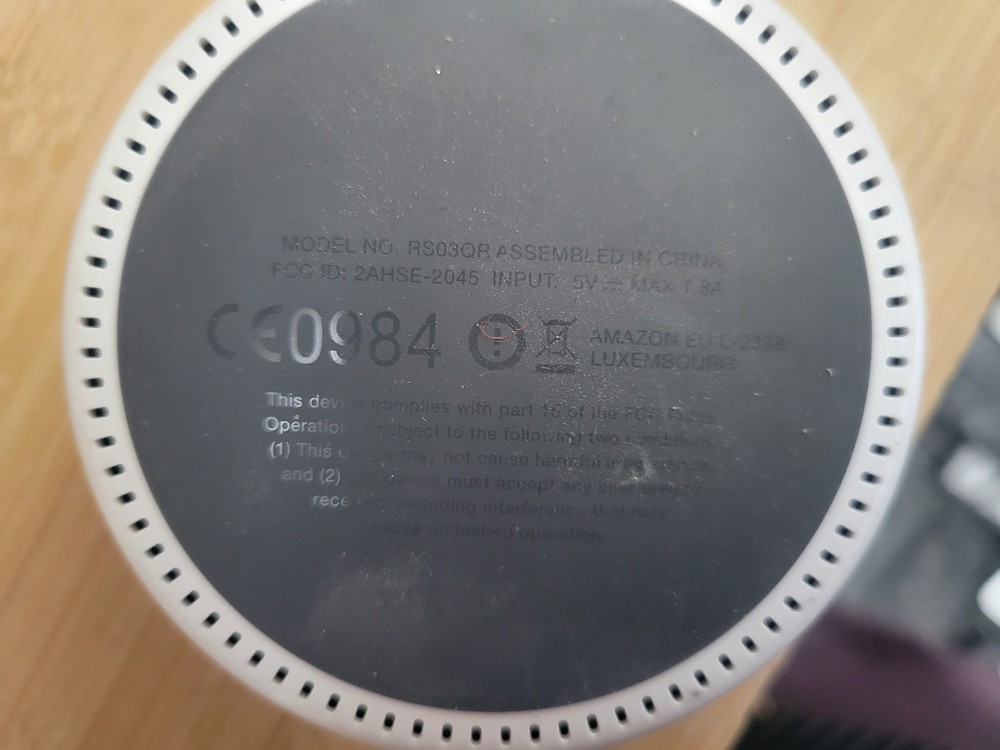 MODEL NO. RS03QR ASSEMBLED IN CHINA
FCC ID: 2AHSE-2045 INPUT: 5V ⎓ MAX 1.8A
CE0984
AMAZON EU L-2338
LUXEMBOURG
This device complies with part 15 of the FCC Rules.
Operation subject to the following two conditions
(1) This device may not cause harmful interference,
and (2) device must accept any interference
received, including interference that may
cause undesired operation.